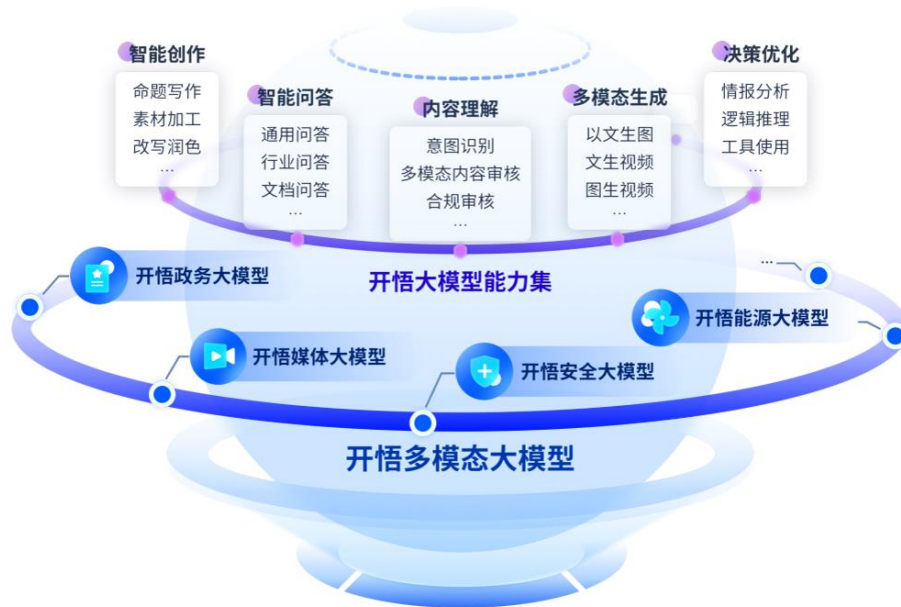 智能创作
命题写作
素材加工
改写润色
...
智能问答
通用问答
行业问答
文档问答
...
内容理解
意图识别
多模态内容审核
合规审核
...
多模态生成
以文生图
文生视频
图生视频
...
决策优化
情报分析
逻辑推理
工具使用
...
开悟大模型能力集
开悟政务大模型
开悟媒体大模型
开悟安全大模型
开悟能源大模型
...
开悟多模态大模型